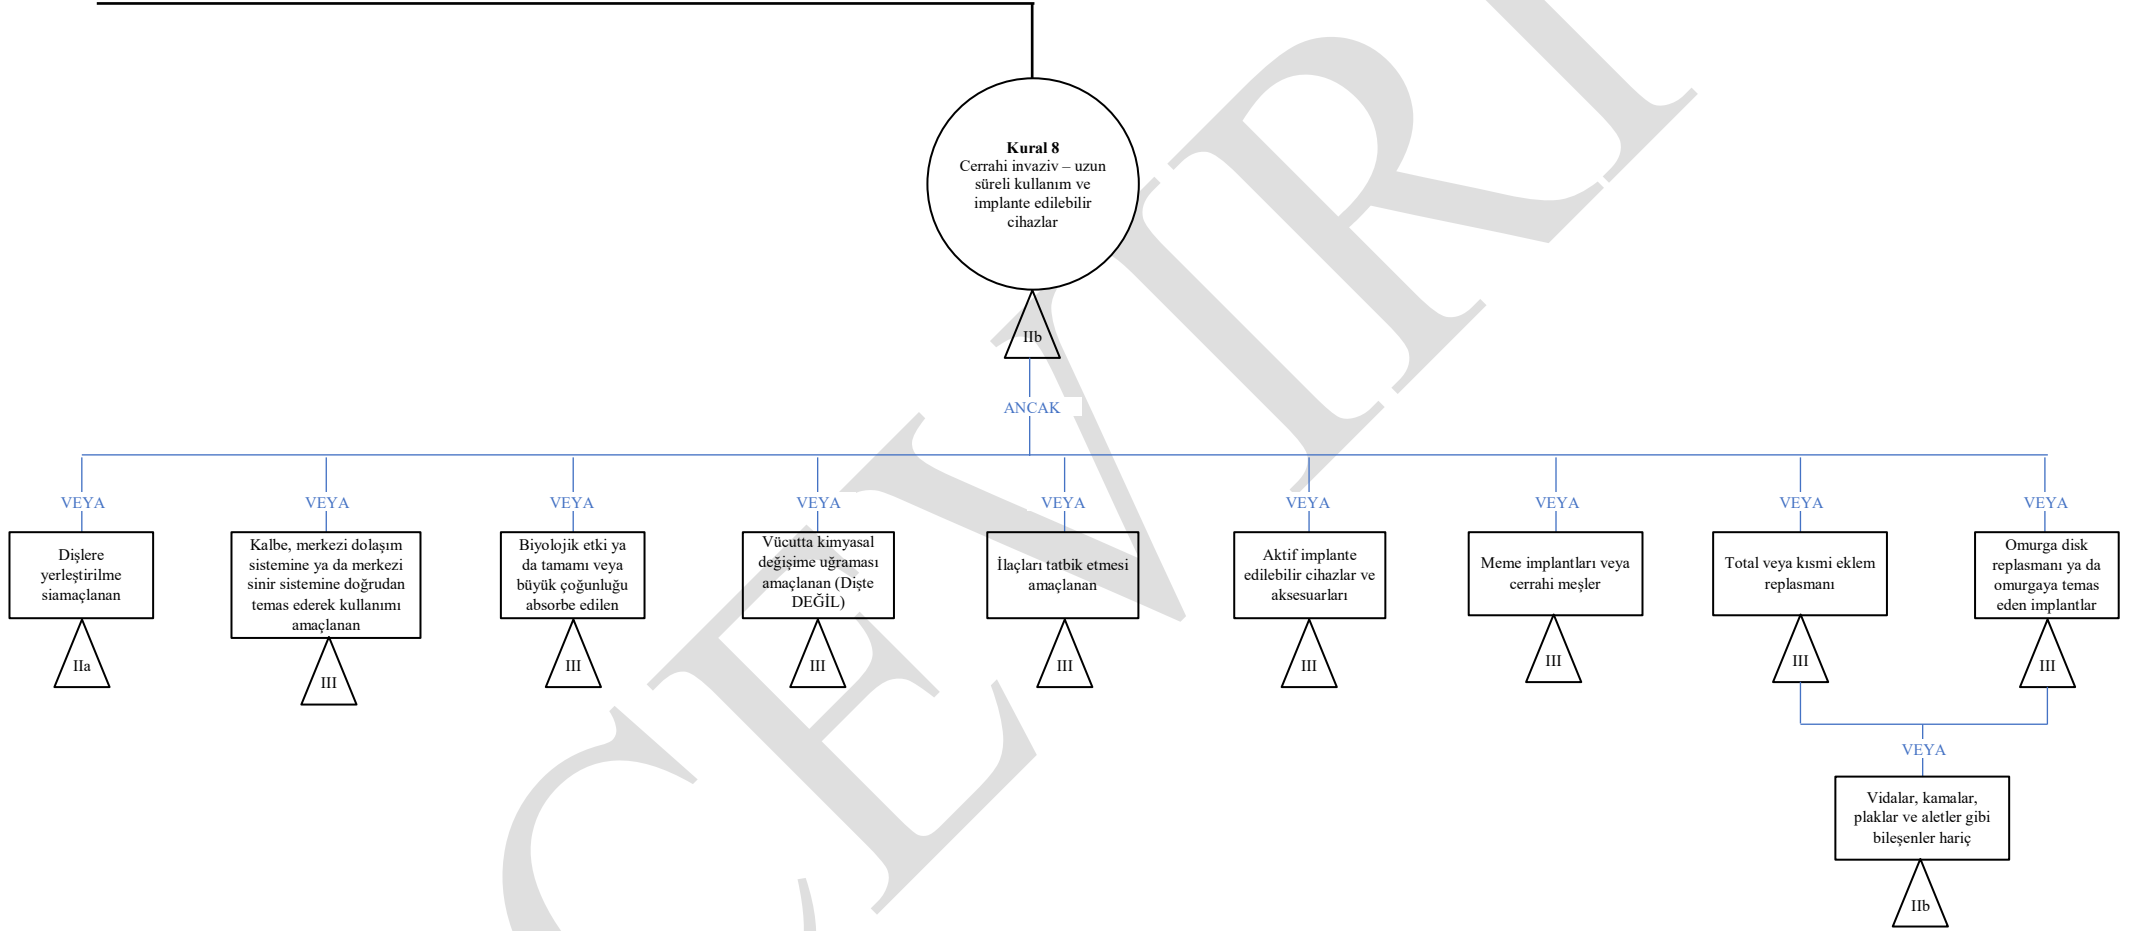 Kural 8
Cerrahi invaziv – uzun
süreli kullanım ve
implante edilebilir
cihazlar
IIb
ANCAK
VEYA
VEYA
VEYA
VEYA
VEYA
VEYA
VEYA
VEYA
VEYA
Dişlere
yerleştirilme
siamaçlanan
IIa
Kalbe, merkezi dolaşım
sistemine ya da merkezi
sinir sistemine doğrudan
temas ederek kullanımı
amaçlanan
III
Biyolojik etki ya
da tamamı veya
büyük çoğunluğu
absorbe edilen
III
Vücutta kimyasal
değişime uğraması
amaçlanan (Dişte
DEĞİL)
III
İlaçları tatbik etmesi
amaçlanan
III
Aktif implante
edilebilir cihazlar ve
aksesuarları
III
Meme implantları veya
cerrahi meşler
III
Total veya kısmi eklem
replasmanı
III
Omurga disk
replasmanı ya da
omurgaya temas
eden implantlar
III
VEYA
Vidalar, kamalar,
plaklar ve aletler gibi
bileşenler hariç
IIb
CEVIRI